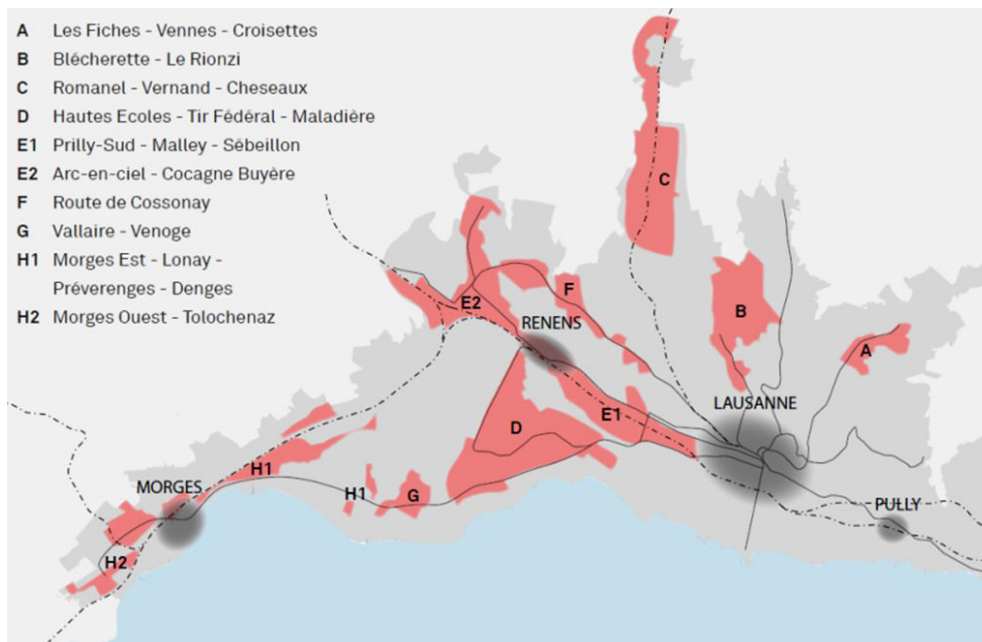 A Les Fiches - Vennes - Croisettes
B Blécherette - Le Rionzi
C Romanel - Vernand - Cheseaux
D Hautes Ecoles - Tir Fédéral - Maladière
E1 Prilly-Sud - Malley - Sébeillon
E2 Arc-en-ciel - Cocagne Buyère
F Route de Cossonay
G Vallaire - Venoge
H1 Morges Est - Lonay -
Préverenges - Denges
H2 Morges Ouest - Tolochenaz
C
E2
F
B
RENENS
A
LAUSANNE
E1
D
H1
MORGES
H1
G
PULLY
H2